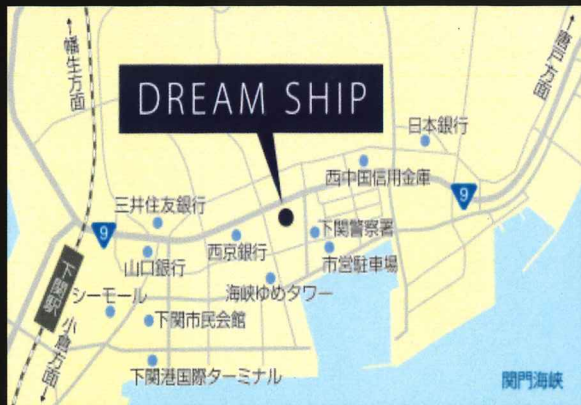 ↑幡生方面
唐戸方面→
DREAM SHIP
日本銀行
西中国信用金庫
9
三井住友銀行
9
下関警察署
西京銀行
山口銀行
市営駐車場
海峡ゆめタワー
下関駅
シーモール
小倉方面↓
下関市民会館
下関港国際ターミナル
関門海峡